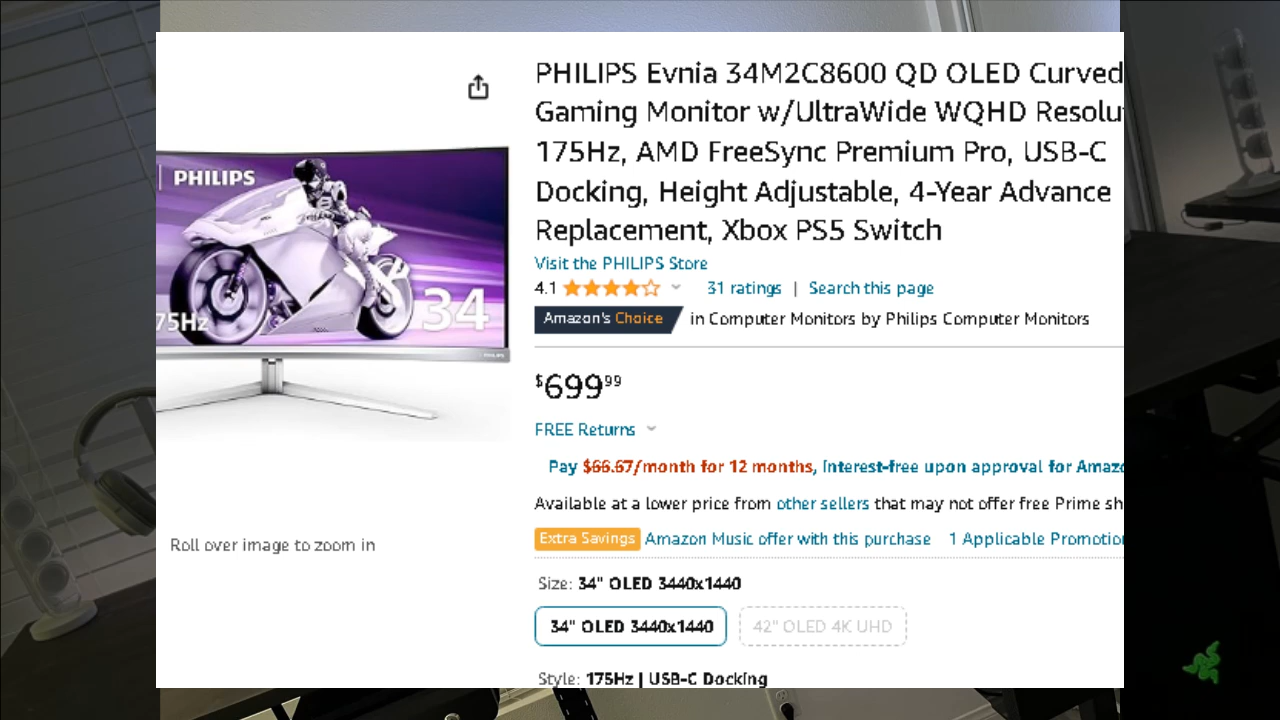 PHILIPS Evnia 34M2C8600 QD OLED Curved
Gaming Monitor w/UltraWide WQHD Resolu
175Hz, AMD FreeSync Premium Pro, USB-C
Docking, Height Adjustable, 4-Year Advance
Replacement, Xbox PS5 Switch
Visit the PHILIPS Store
4.1 31 ratings | Search this page
Amazon's Choice in Computer Monitors by Philips Computer Monitors
$699.99
FREE Returns
Pay $66.67/month for 12 months, interest-free upon approval for Amazo
Available at a lower price from other sellers that may not offer free Prime sh
Extra Savings Amazon Music offer with this purchase 1 Applicable Promotion
Size: 34" OLED 3440x1440
34" OLED 3440x1440 42" OLED 4K UHD
Style: 175Hz | USB-C Docking
PHILIPS
34
75Hz
PHILIPS
Roll over image to zoom in